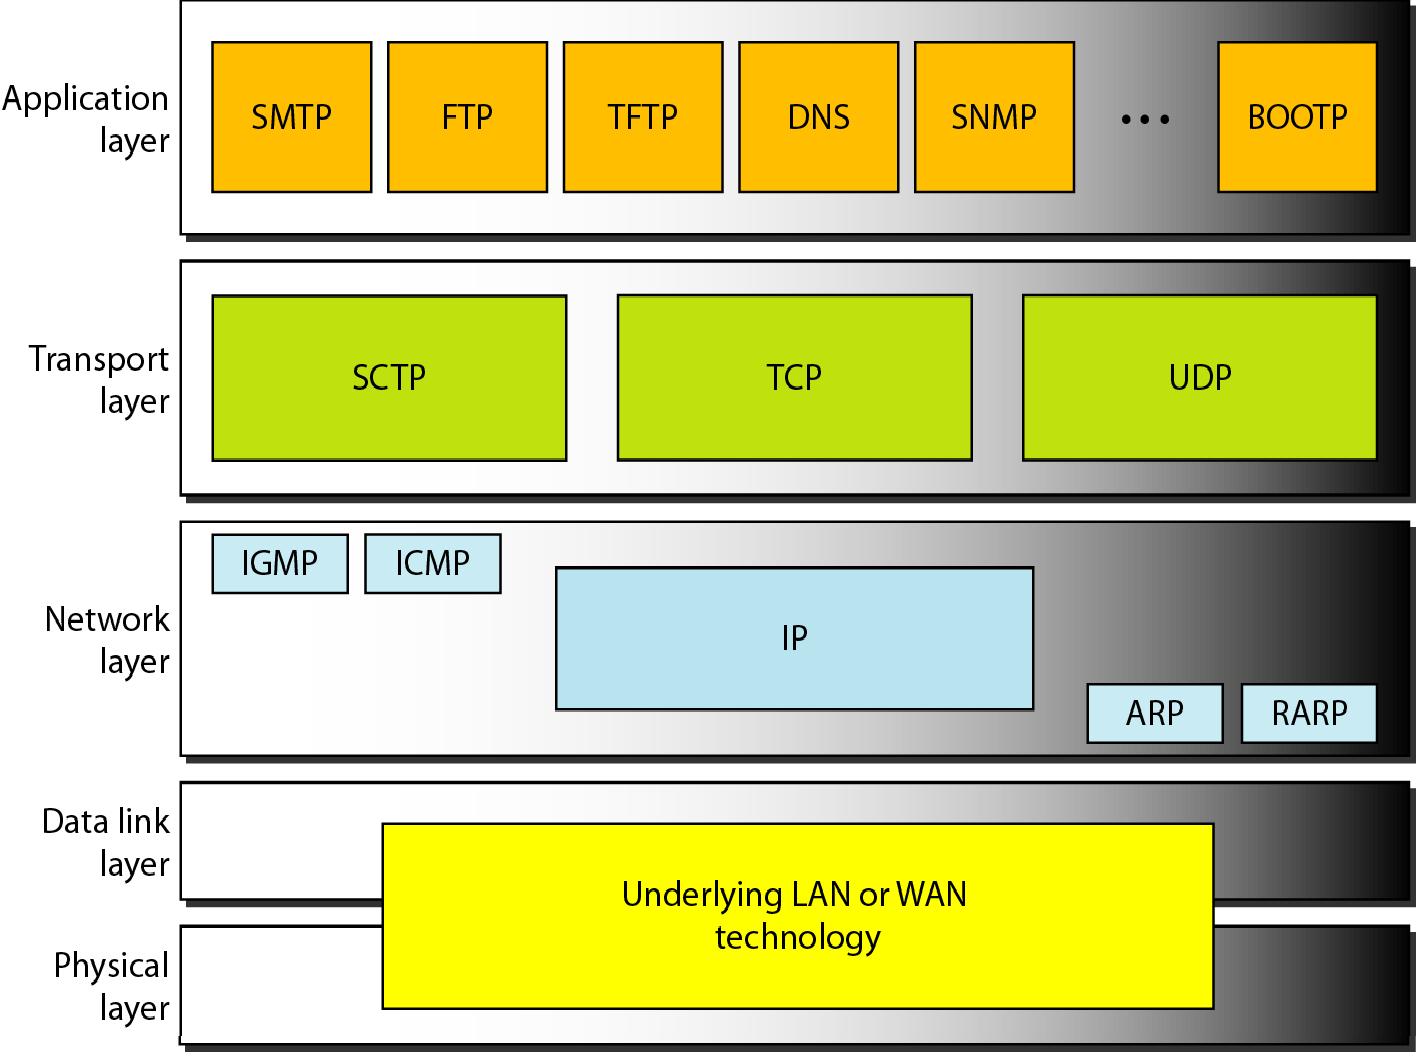 Application
layer
SMTP
FTP
TFTP
DNS
SNMP
...
BOOTP
Transport
layer
SCTP
TCP
UDP
Network
layer
IGMP
ICMP
IP
ARP
RARP
Data link
layer
Underlying LAN or WAN
technology
Physical
layer